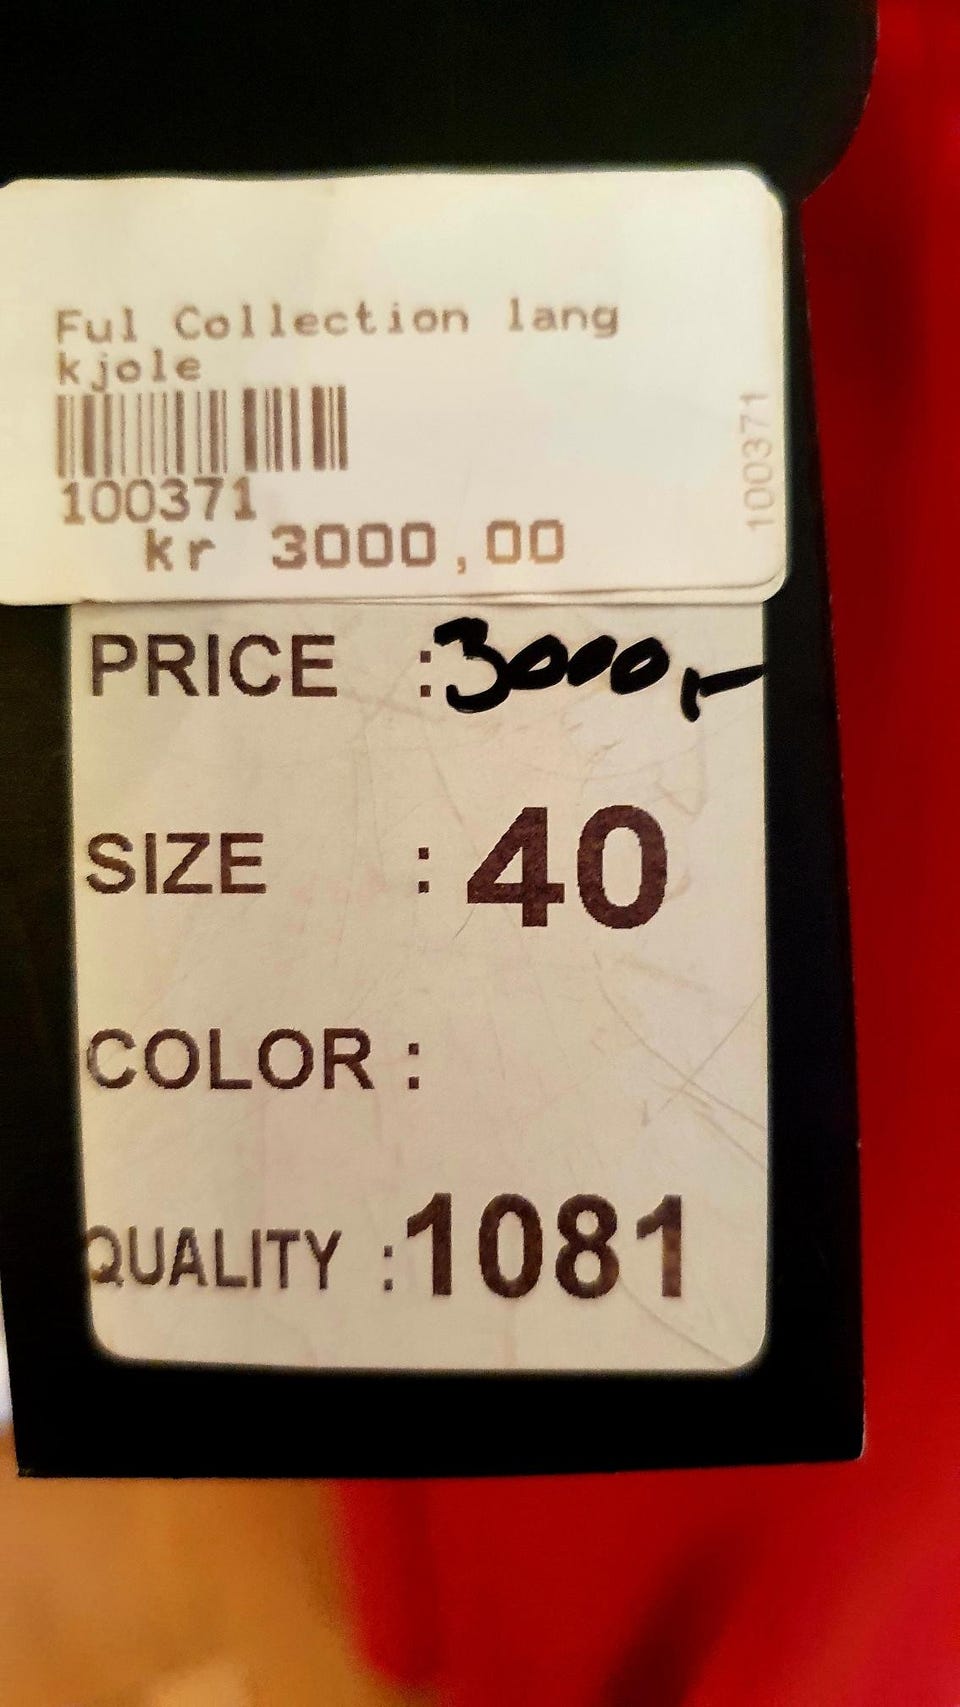 Ful Collection lang
kjole
100371
100371
kr 3000,00
PRICE :3000,-
SIZE : 40
COLOR :
QUALITY :1081